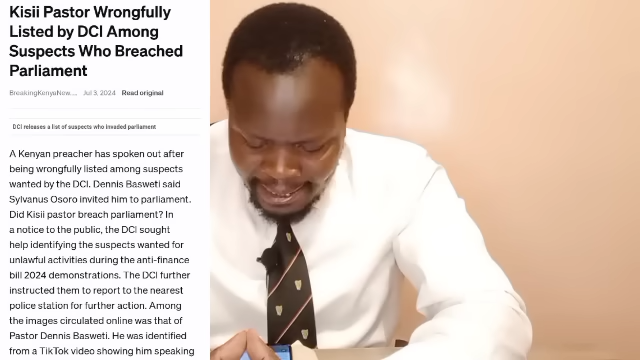 Kisii Pastor Wrongfully
Listed by DCI Among
Suspects Who Breached
Parliament
BreakingKenyaNew.... Jul 3, 2024 Read original
DCI releases a list of suspects who invaded parliament
A Kenyan preacher has spoken out after
being wrongfully listed among suspects
wanted by the DCI. Dennis Basweti said
Sylvanus Osoro invited him to parliament.
Did Kisii pastor breach parliament? In
a notice to the public, the DCI sought
help identifying the suspects wanted for
unlawful activities during the anti-finance
bill 2024 demonstrations. The DCI further
instructed them to report to the nearest
police station for further action. Among
the images circulated online was that of
Pastor Dennis Basweti. He was identified
from a TikTok video showing him speaking